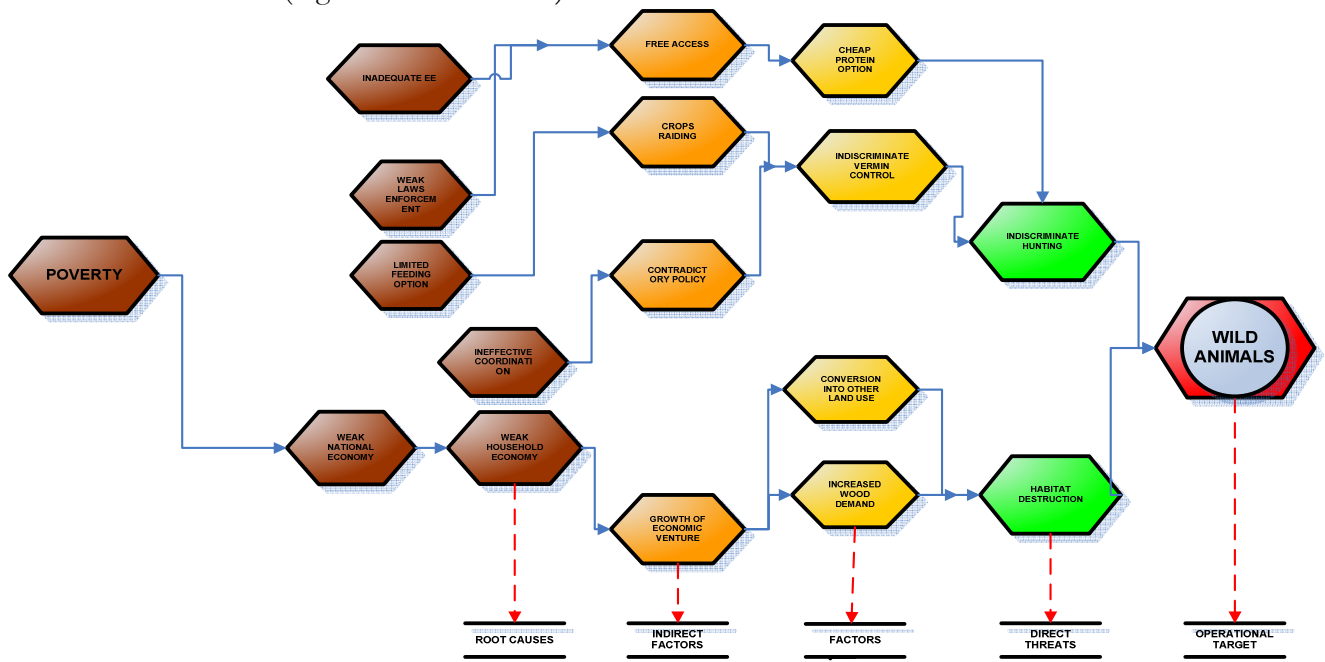 FREE ACCESS
CHEAP
PROTEIN
OPTION
INADEQUATE EE
CROPS
RAIDING
INDISCRIMINATE
VERMIN
CONTROL
WEAK
LAWS
ENFORCEM
ENT
INDISCRIMINATE
HUNTING
POVERTY
LIMITED
FEEDING
OPTION
CONTRADICT
ORY POLICY
WILD
ANIMALS
INEFFECTIVE
COORDINATI
ON
CONVERSION
INTO OTHER
LAND USE
WEAK
NATIONAL
ECONOMY
WEAK
HOUSEHOLD
ECONOMY
INCREASED
WOOD
DEMAND
HABITAT
DESTRUCTION
GROWTH OF
ECONOMIC
VENTURE
ROOT CAUSES
INDIRECT
FACTORS
FACTORS
DIRECT
THREATS
OPERATIONAL
TARGET